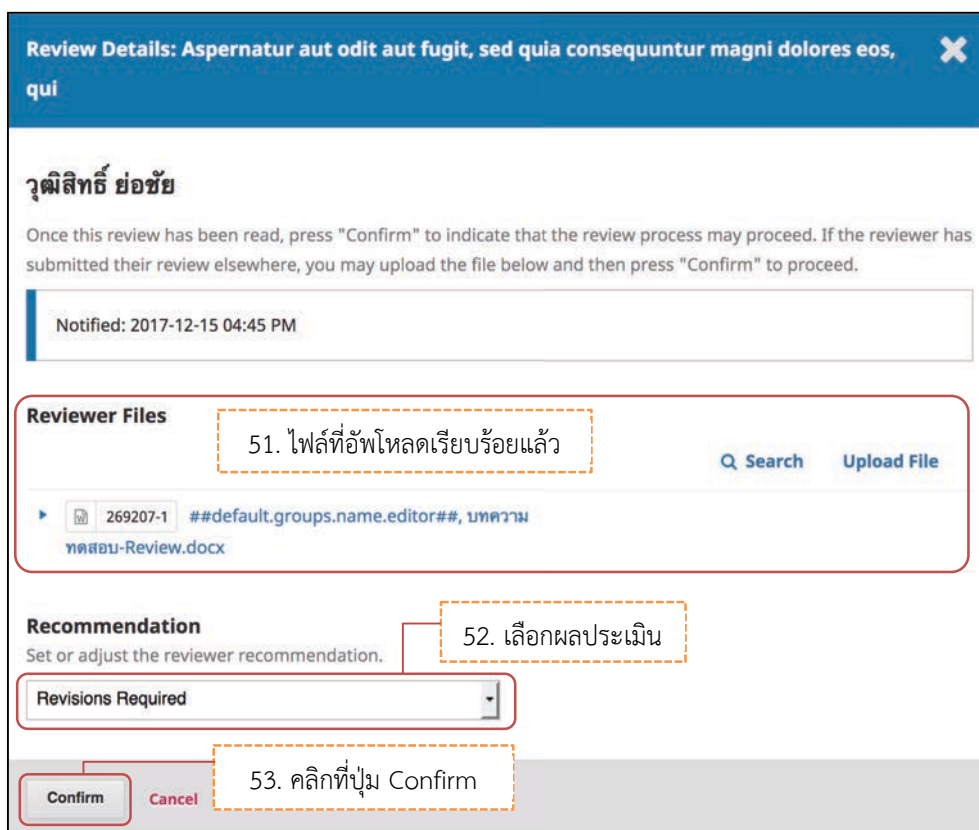 Review Details: Aspernatur aut odit aut fugit, sed quia consequuntur magni dolores eos,
qui
วุฒิสิทธิ์ ย่อชัย
Once this review has been read, press "Confirm" to indicate that the review process may proceed. If the reviewer has
submitted their review elsewhere, you may upload the file below and then press "Confirm" to proceed.
Notified: 2017-12-15 04:45 PM
Reviewer Files
51. ไฟล์ที่อัพโหลดเรียบร้อยแล้ว
Search Upload File
269207-1 ##default.groups.name.editor##, บทความ
ทดสอบ-Review.docx
Recommendation
52. เลือกผลประเมิน
Set or adjust the reviewer recommendation.
Revisions Required
53. คลิกที่ปุ่ม Confirm
Confirm Cancel